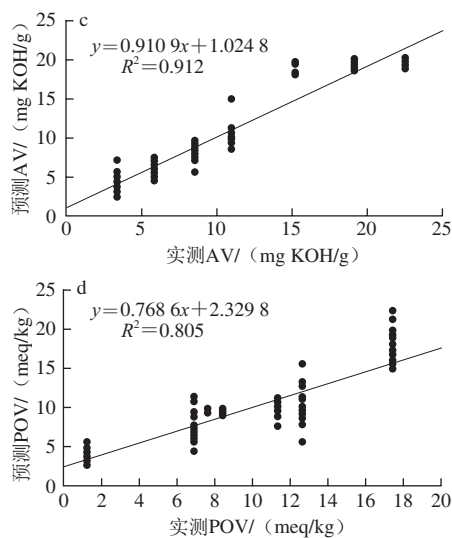 c
y=0.910 9x+1.024 8
R²=0.912
25
20
15
10
5
0
预测AV/（mg KOH/g）
0 5 10 15 20 25
实测AV/（mg KOH/g）
d
y=0.768 6x+2.329 8
R²=0.805
25
20
15
10
5
0
预测POV/（meq/kg）
0 2 4 6 8 10 12 14 16 18 20
实测POV/（meq/kg）